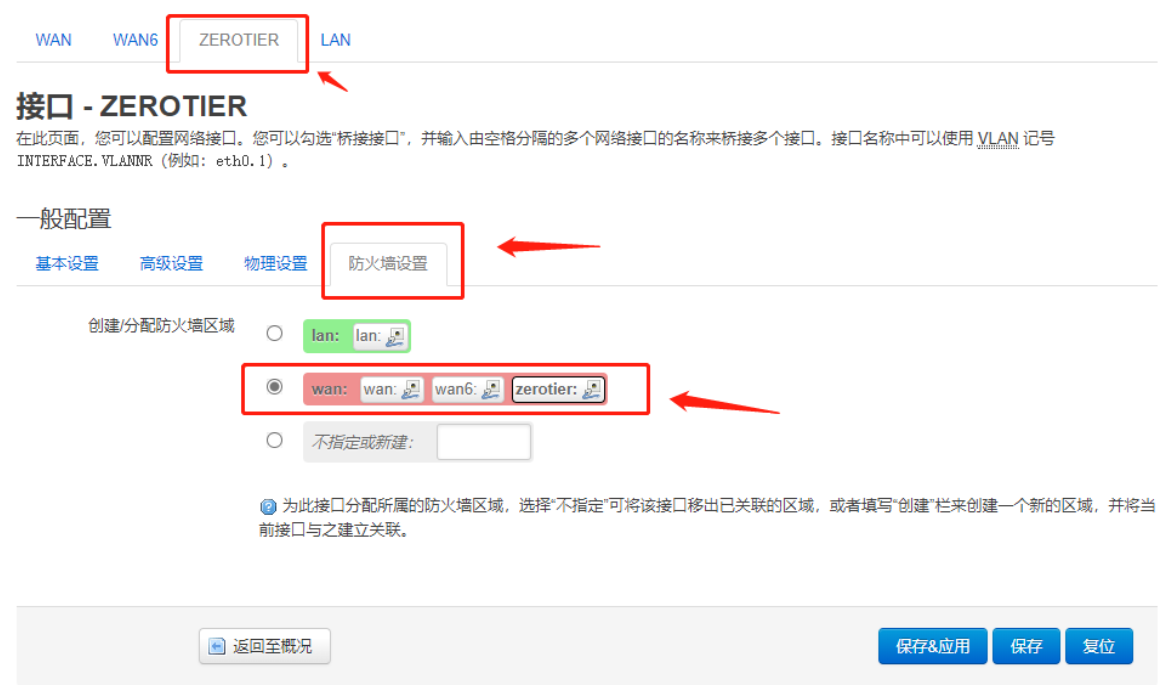 WAN WAN6 ZEROTIER LAN
接口 - ZEROTIER
在此页面，您可以配置网络接口。您可以勾选“桥接接口”，并输入由空格分隔的多个网络接口的名称来桥接多个接口。接口名称中可以使用 VLAN 记号
INTERFACE.VLANNR（例如：eth0.1）。
一般配置
基本设置 高级设置 物理设置 防火墙设置
创建/分配防火墙区域
lan: lan:
wan: wan: wan6: zerotier:
不指定或新建：
为此接口分配所属的防火墙区域，选择“不指定”可将该接口移出已关联的区域，或者填写“创建”栏来创建一个新的区域，并将当
前接口与之建立关联。
返回至概况 保存&应用 保存 复位